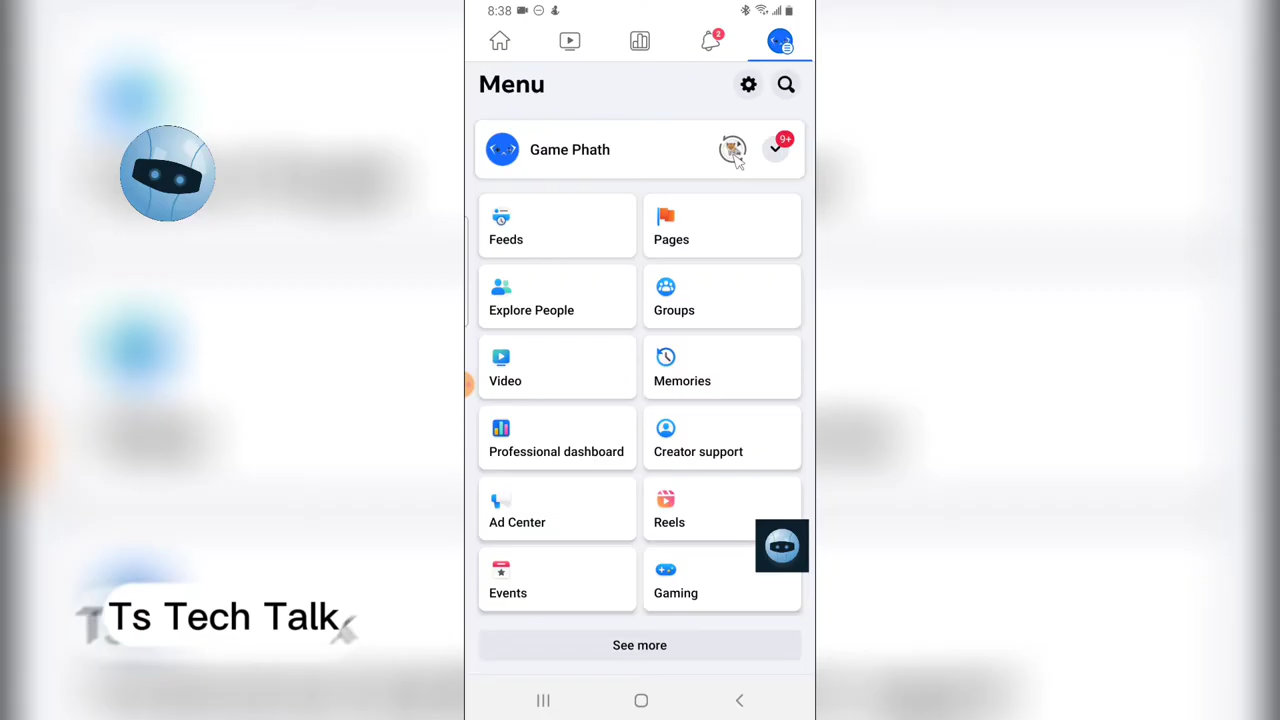 8:38
2
Menu
Game Phath
9+
Feeds
Pages
Explore People
Groups
Video
Memories
Professional dashboard
Creator support
Ad Center
Reels
Events
Gaming
See more
Ts Tech Talk